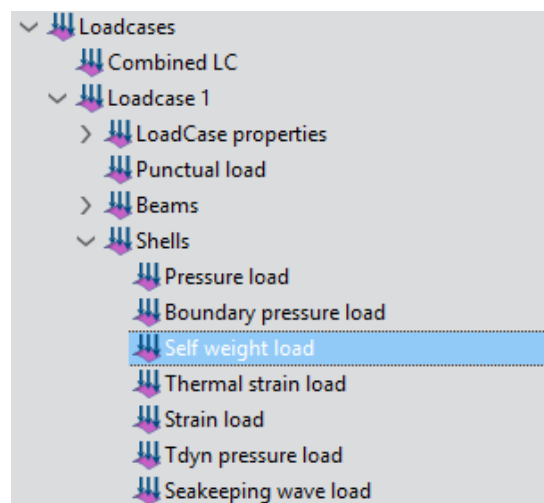 Loadcases
Combined LC
Loadcase 1
LoadCase properties
Punctual load
Beams
Shells
Pressure load
Boundary pressure load
Self weight load
Thermal strain load
Strain load
Tdyn pressure load
Seakeeping wave load